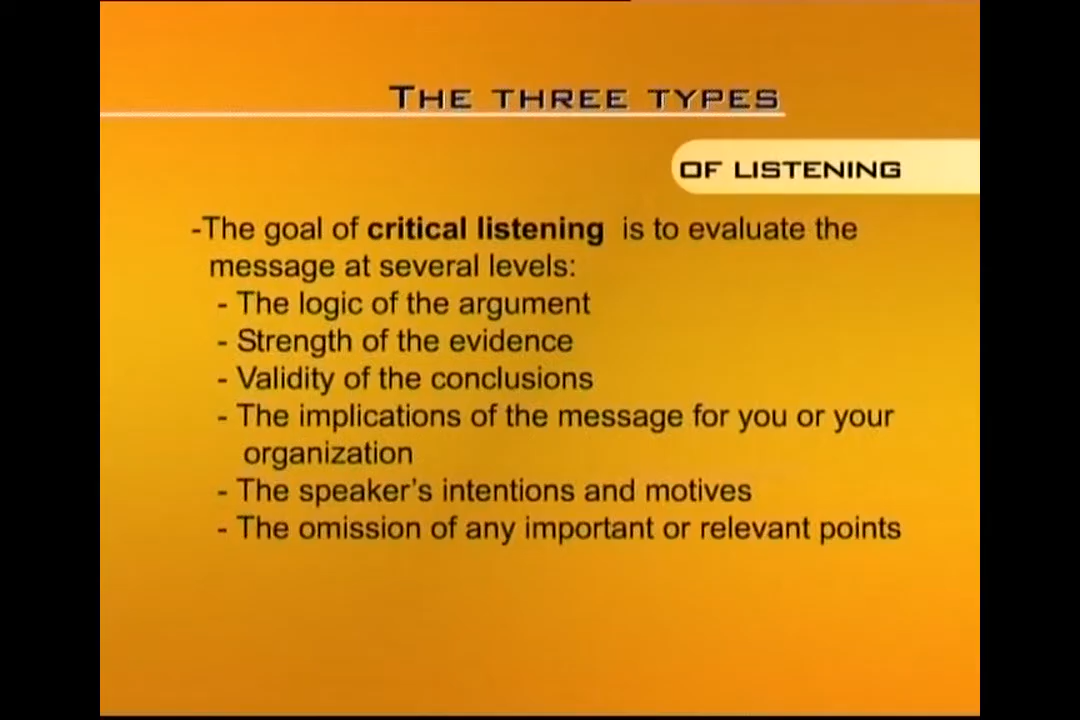 THE THREE TYPES
OF LISTENING
-The goal of critical listening is to evaluate the
message at several levels:
- The logic of the argument
- Strength of the evidence
- Validity of the conclusions
- The implications of the message for you or your
organization
- The speaker's intentions and motives
- The omission of any important or relevant points